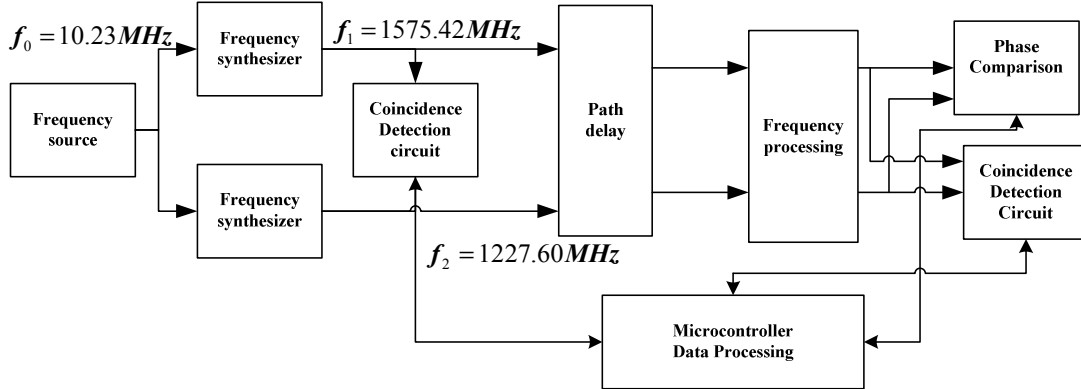 f₀ = 10.23MHz
Frequency
synthesizer
f₁ = 1575.42MHz
Phase
Comparison
Frequency
source
Coincidence
Detection
circuit
Path
delay
Frequency
processing
Coincidence
Detection
Circuit
Frequency
synthesizer
f₂ = 1227.60MHz
Microcontroller
Data Processing